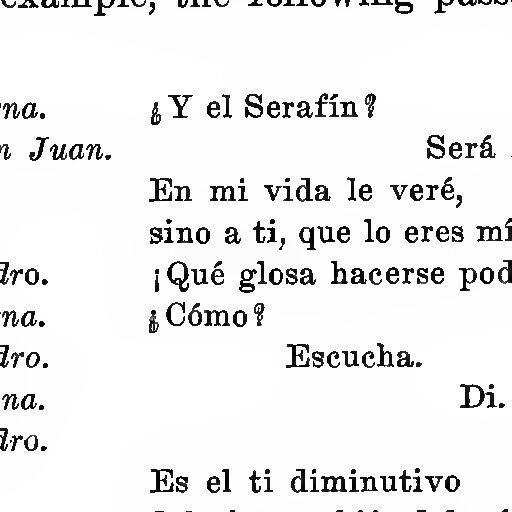 example, the following
na. ¿Y el Serafín?
n Juan. Será
En mi vida le veré,
sino a ti, que lo eres mí
dro. ¡Qué glosa hacerse pod
na. ¿Cómo?
dro. Escucha.
na. Di.
dro.
Es el ti diminutivo